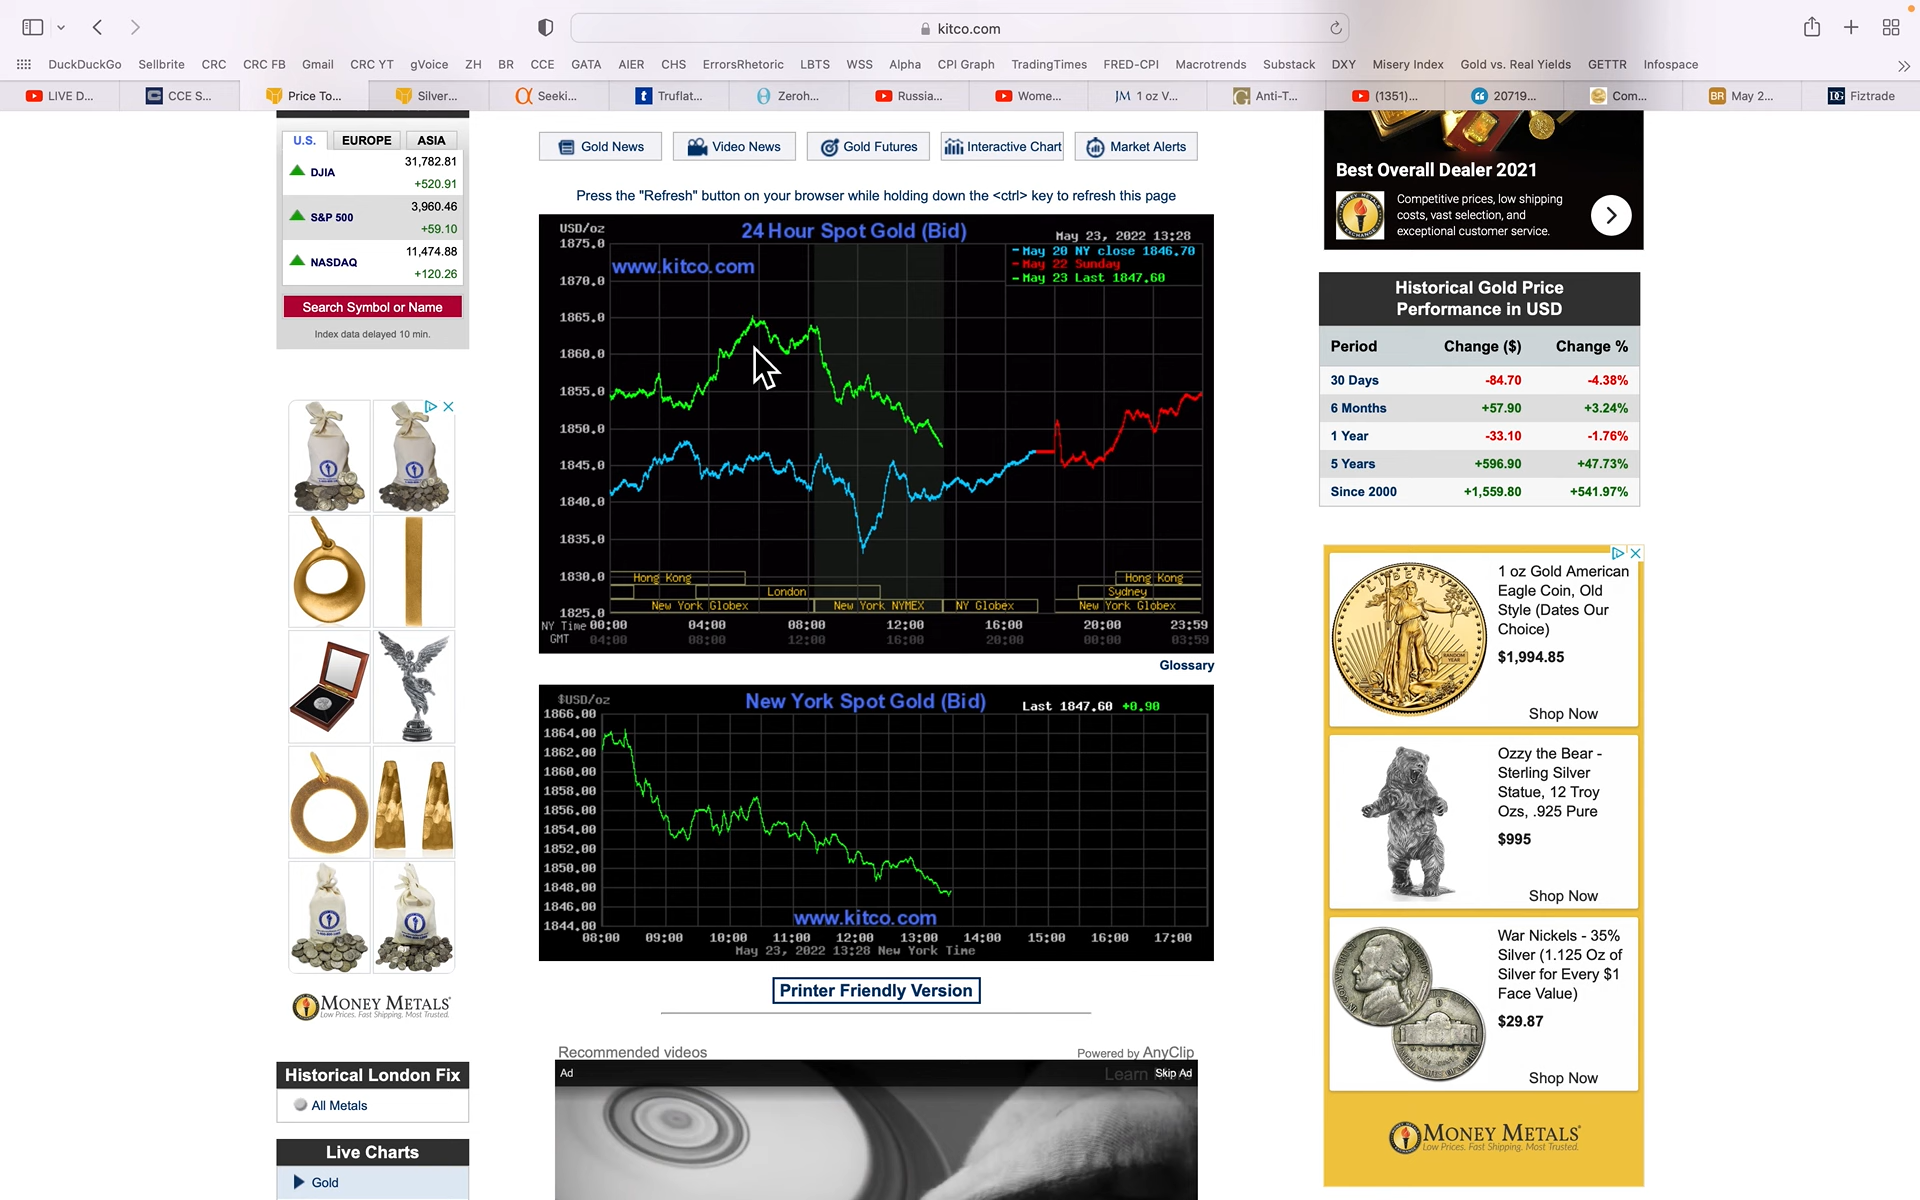 kitco.com
DuckDuckGo Sellbrite CRC CRC FB Gmail CRC YT gVoice ZH BR CCE GATA AIER CHS ErrorsRhetoric LBTS WSS Alpha CPI Graph TradingTimes FRED-CPI Macrotrends Substack DXY Misery Index Gold vs. Real Yields GETTR Infospace
LIVE D... CCE S... Price To... Silver... Seeki... Truflat... Zeroh... Russia... Wome... JM 1 oz V... Anti-T... (1351)... 20719... Com... BR May 2... DG Fiztrade
U.S. EUROPE ASIA
DJIA 31,782.81
+520.91
S&P 500 3,960.46
+59.10
NASDAQ 11,474.88
+120.26
Search Symbol or Name
Index data delayed 10 min.
MONEY METALS
Low Prices. Fast Shipping. Most Trusted.
Historical London Fix
All Metals
Live Charts
Gold
Gold News Video News Gold Futures Interactive Chart Market Alerts
Press the "Refresh" button on your browser while holding down the <ctrl> key to refresh this page
USD/oz 24 Hour Spot Gold (Bid) May 23, 2022 13:28
www.kitco.com
May 20 NY close 1846.70
May 22 Sunday
May 23 Last 1847.60
1875.0
1870.0
1865.0
1860.0
1855.0
1850.0
1845.0
1840.0
1835.0
1830.0
1825.0
Hong Kong Hong Kong
London Sydney
New York Globex New York NYMEX NY Globex New York Globex
NY Time 00:00 04:00 08:00 12:00 16:00 20:00 23:59
GMT 04:00 08:00 12:00 16:00 20:00 00:00 03:59
Glossary
$USD/oz New York Spot Gold (Bid) Last 1847.60 +0.90
1866.00
1864.00
1862.00
1860.00
1858.00
1856.00
1854.00
1852.00
1850.00
1848.00
1846.00
1844.00
www.kitco.com
08:00 09:00 10:00 11:00 12:00 13:00 14:00 15:00 16:00 17:00
May 23, 2022 13:28 New York Time
Printer Friendly Version
Recommended videos Powered by AnyClip
Ad Learn Skip Ad
Best Overall Dealer 2021
Competitive prices, low shipping
costs, vast selection, and
exceptional customer service.
Historical Gold Price
Performance in USD
Period Change ($) Change %
30 Days -84.70 -4.38%
6 Months +57.90 +3.24%
1 Year -33.10 -1.76%
5 Years +596.90 +47.73%
Since 2000 +1,559.80 +541.97%
1 oz Gold American
Eagle Coin, Old
Style (Dates Our
Choice)
$1,994.85
Shop Now
LIBERTY
RANDOM
YEAR
Ozzy the Bear -
Sterling Silver
Statue, 12 Troy
Ozs, .925 Pure
$995
Shop Now
War Nickels - 35%
Silver (1.125 Oz of
Silver for Every $1
Face Value)
$29.87
Shop Now
MONEY METALS
Low Prices. Fast Shipping. Most Trusted.